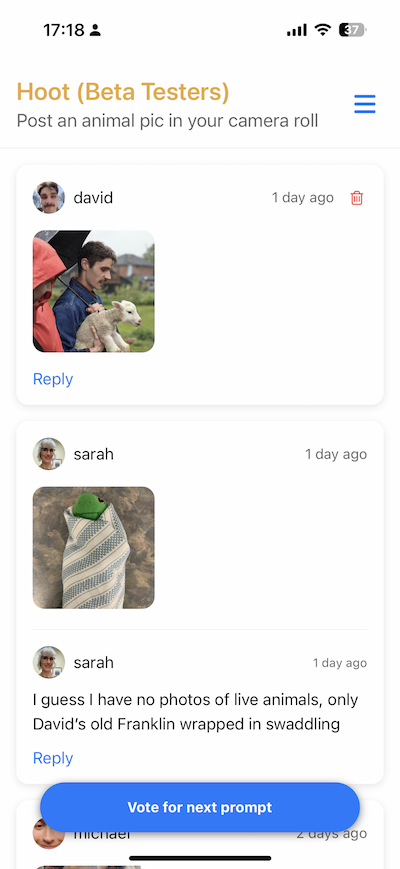 17:18
37
Hoot (Beta Testers)
Post an animal pic in your camera roll
david
1 day ago
Reply
sarah
1 day ago
sarah
1 day ago
I guess I have no photos of live animals, only
David's old Franklin wrapped in swaddling
Reply
Vote for next prompt
michael
2 days ago